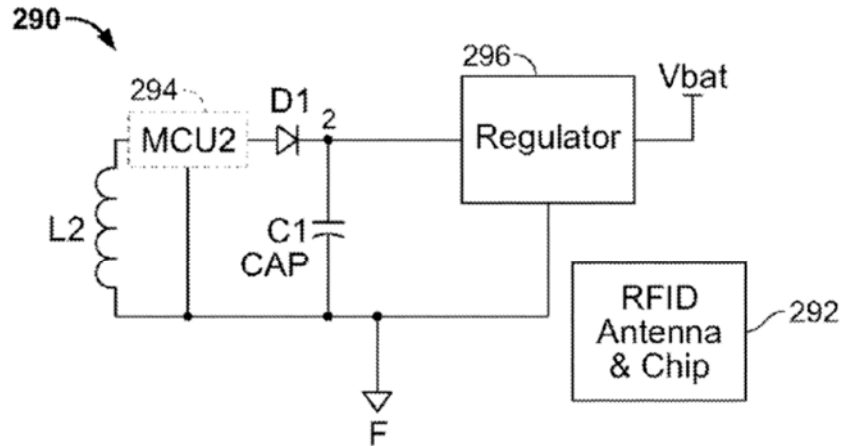 290
294
MCU2
D1
2
296
Regulator
Vbat
L2
C1
CAP
RFID
Antenna
& Chip
292
F